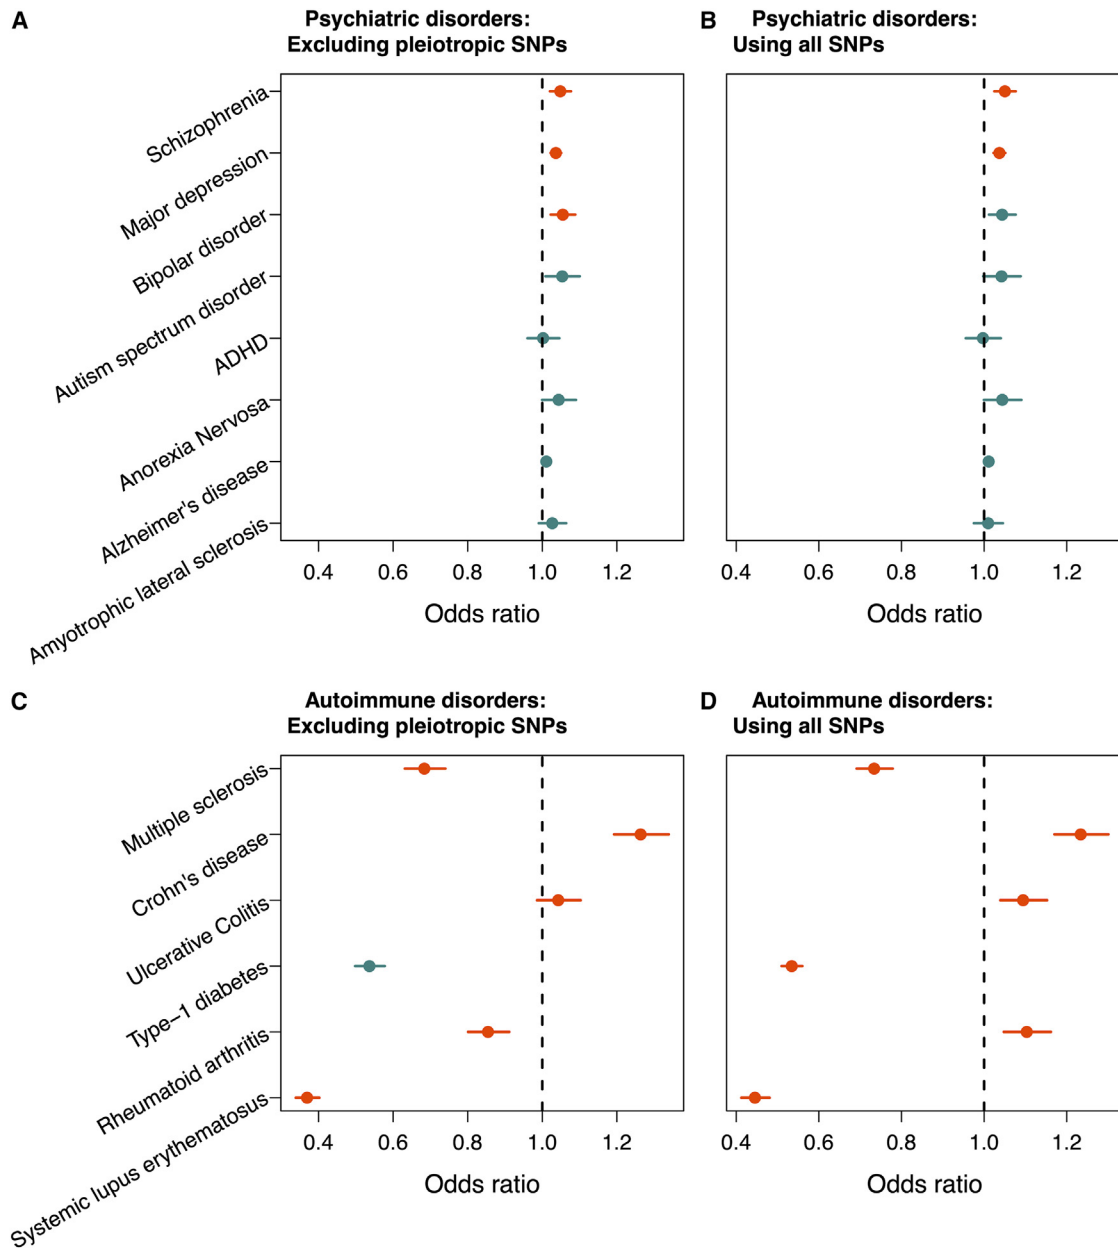 A
Psychiatric disorders:
Excluding pleiotropic SNPs
Schizophrenia
Major depression
Bipolar disorder
Autism spectrum disorder
ADHD
Anorexia Nervosa
Alzheimer's disease
Amyotrophic lateral sclerosis
0.4 0.6 0.8 1.0 1.2
Odds ratio
B
Psychiatric disorders:
Using all SNPs
0.4 0.6 0.8 1.0 1.2
Odds ratio
C
Autoimmune disorders:
Excluding pleiotropic SNPs
Multiple sclerosis
Crohn's disease
Ulcerative Colitis
Type−1 diabetes
Rheumatoid arthritis
Systemic lupus erythematosus
0.4 0.6 0.8 1.0 1.2
Odds ratio
D
Autoimmune disorders:
Using all SNPs
0.4 0.6 0.8 1.0 1.2
Odds ratio